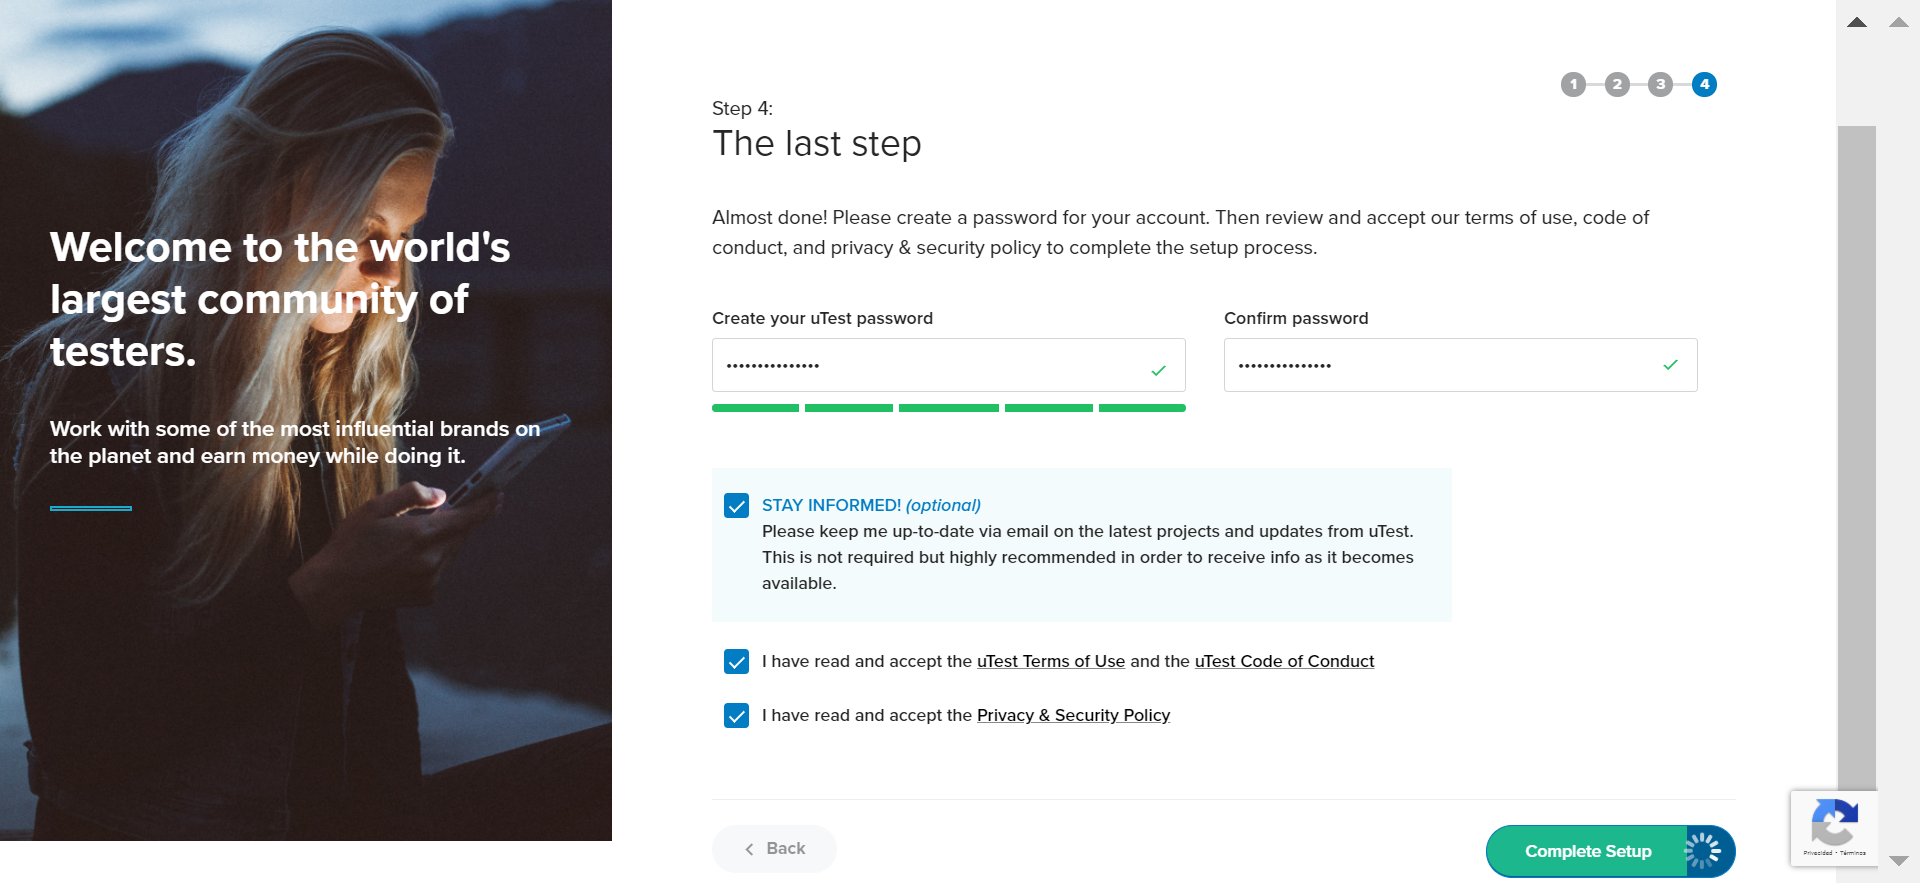 Welcome to the world's
largest community of
testers.
Work with some of the most influential brands on
the planet and earn money while doing it.
1 2 3 4
Step 4:
The last step
Almost done! Please create a password for your account. Then review and accept our terms of use, code of
conduct, and privacy & security policy to complete the setup process.
Create your uTest password
Confirm password
STAY INFORMED! (optional)
Please keep me up-to-date via email on the latest projects and updates from uTest.
This is not required but highly recommended in order to receive info as it becomes
available.
I have read and accept the uTest Terms of Use and the uTest Code of Conduct
I have read and accept the Privacy & Security Policy
Back
Complete Setup
Privacidad - Términos